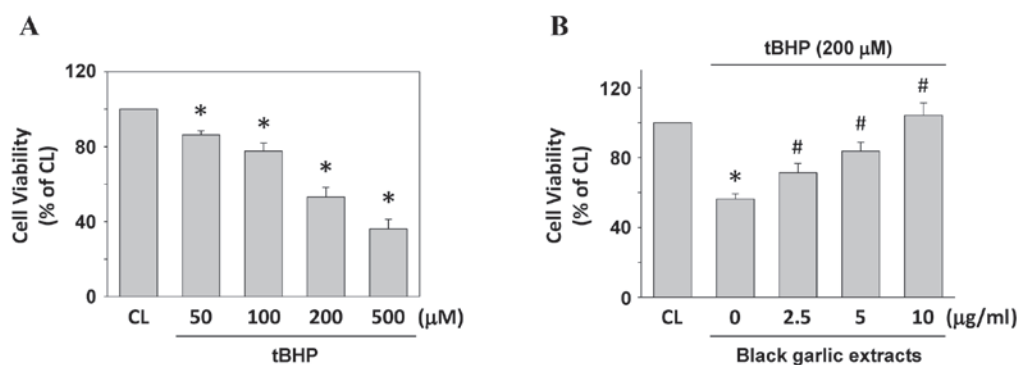 A
Cell Viability
(% of CL)
120
80
40
0
*
*
*
*
CL 50 100 200 500 (μM)
tBHP
B
tBHP (200 μM)
Cell Viability
(% of CL)
120
80
40
0
*
#
#
#
CL 0 2.5 5 10 (μg/ml)
Black garlic extracts